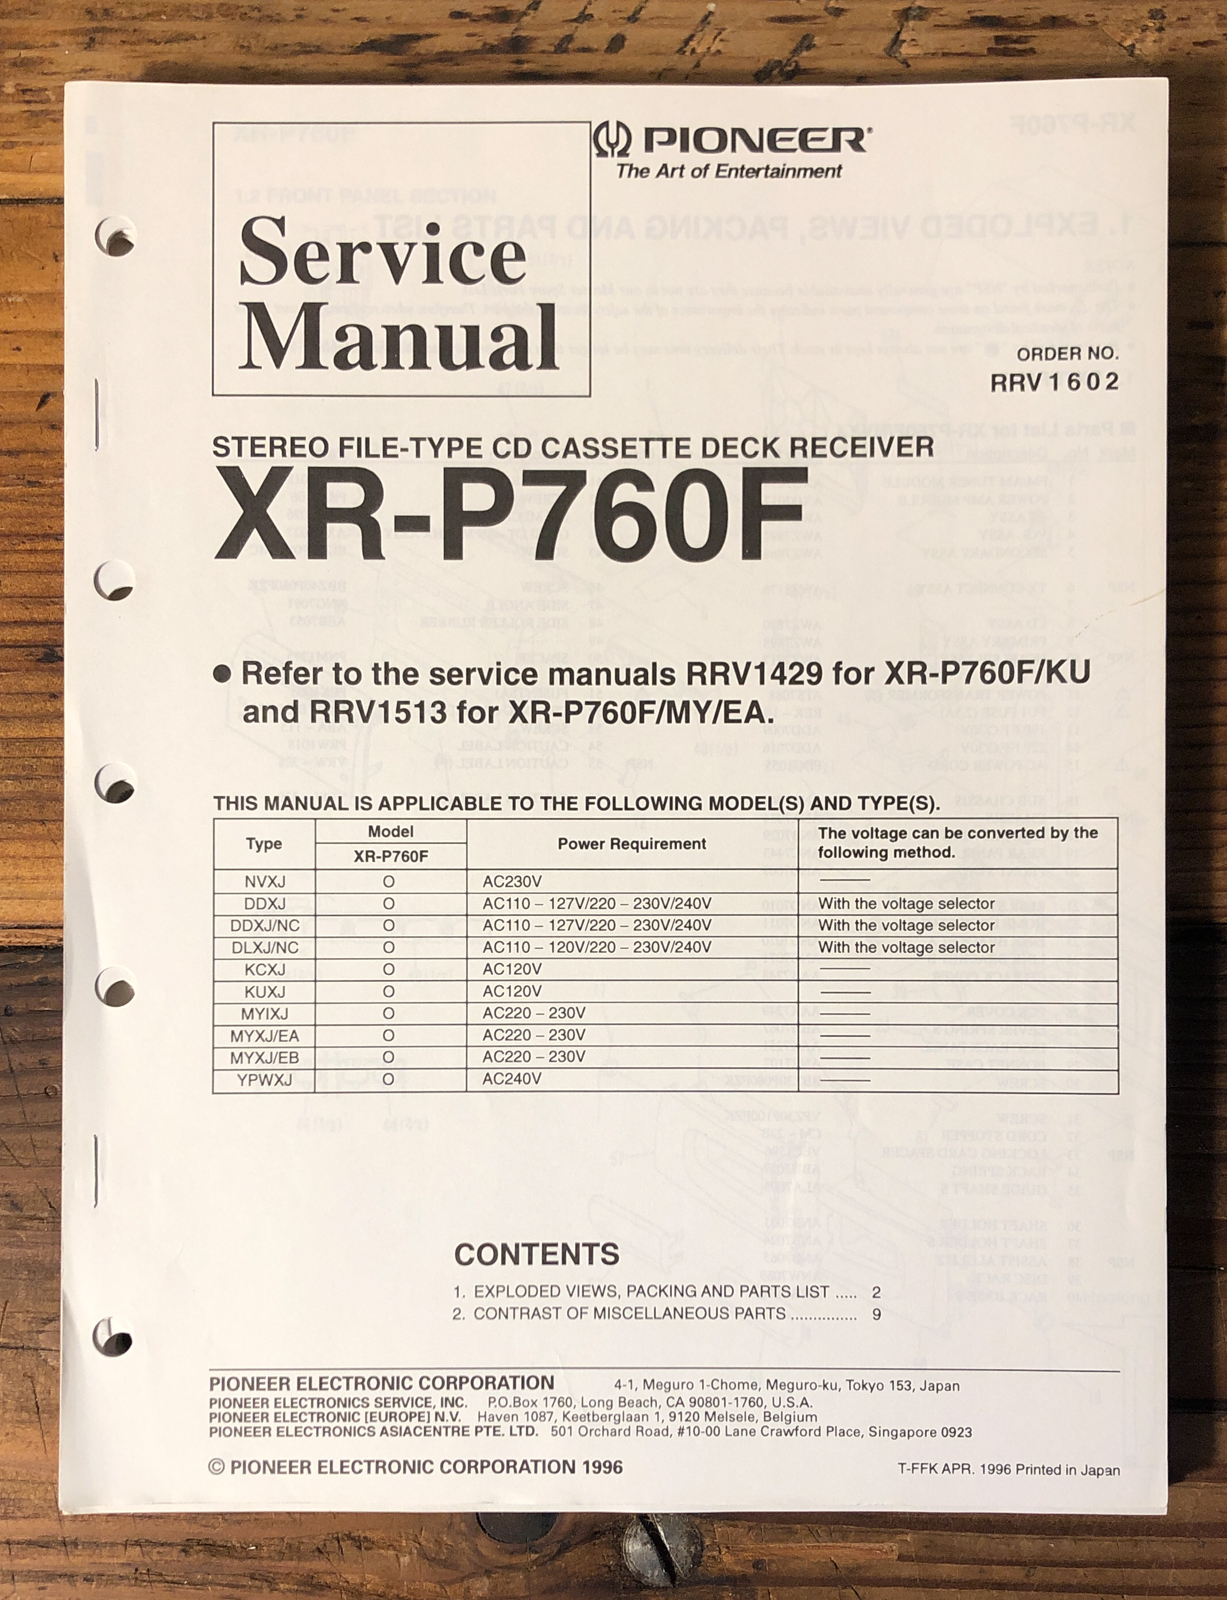 PIONEER
The Art of Entertainment
Service
Manual
ORDER NO.
RRV1602
STEREO FILE-TYPE CD CASSETTE DECK RECEIVER
XR-P760F
● Refer to the service manuals RRV1429 for XR-P760F/KU
and RRV1513 for XR-P760F/MY/EA.
THIS MANUAL IS APPLICABLE TO THE FOLLOWING MODEL(S) AND TYPE(S).
Type Model Power Requirement The voltage can be converted by the
XR-P760F following method.
NVXJ O AC230V ———
DDXJ O AC110 – 127V/220 – 230V/240V With the voltage selector
DDXJ/NC O AC110 – 127V/220 – 230V/240V With the voltage selector
DLXJ/NC O AC110 – 120V/220 – 230V/240V With the voltage selector
KCXJ O AC120V ———
KUXJ O AC120V ———
MYIXJ O AC220 – 230V ———
MYXJ/EA O AC220 – 230V ———
MYXJ/EB O AC220 – 230V ———
YPWXJ O AC240V ———
CONTENTS
1. EXPLODED VIEWS, PACKING AND PARTS LIST ..... 2
2. CONTRAST OF MISCELLANEOUS PARTS ............... 9
PIONEER ELECTRONIC CORPORATION 4-1, Meguro 1-Chome, Meguro-ku, Tokyo 153, Japan
PIONEER ELECTRONICS SERVICE, INC. P.O.Box 1760, Long Beach, CA 90801-1760, U.S.A.
PIONEER ELECTRONIC [EUROPE] N.V. Haven 1087, Keetberglaan 1, 9120 Melsele, Belgium
PIONEER ELECTRONICS ASIACENTRE PTE. LTD. 501 Orchard Road, #10-00 Lane Crawford Place, Singapore 0923
© PIONEER ELECTRONIC CORPORATION 1996
T-FFK APR. 1996 Printed in Japan